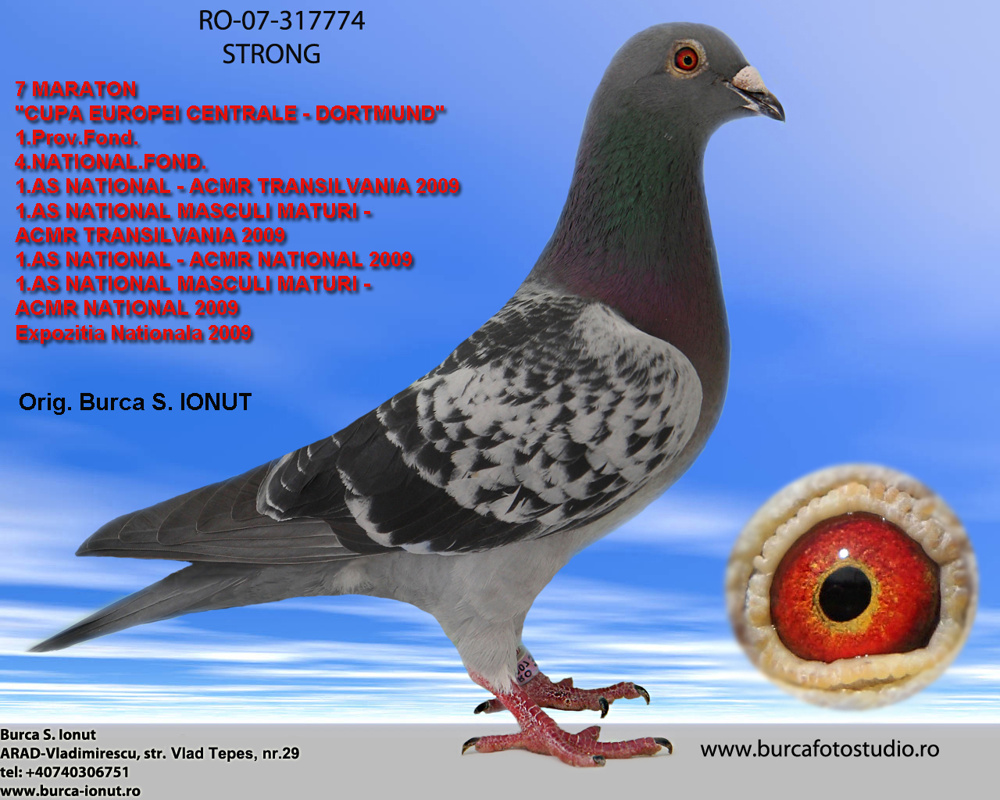 RO-07-317774
STRONG
7 MARATON
"CUPA EUROPEI CENTRALE - DORTMUND"
1.Prov.Fond.
4.NATIONAL.FOND.
1.AS NATIONAL - ACMR TRANSILVANIA 2009
1.AS NATIONAL MASCULI MATURI -
ACMR TRANSILVANIA 2009
1.AS NATIONAL - ACMR NATIONAL 2009
1.AS NATIONAL MASCULI MATURI -
ACMR NATIONAL 2009
Expozitia Nationala 2009
Orig. Burca S. IONUT
RO
Burca S. Ionut
ARAD-Vladimirescu, str. Vlad Tepes, nr.29
tel: +40740306751
www.burca-ionut.ro
www.burcafotostudio.ro